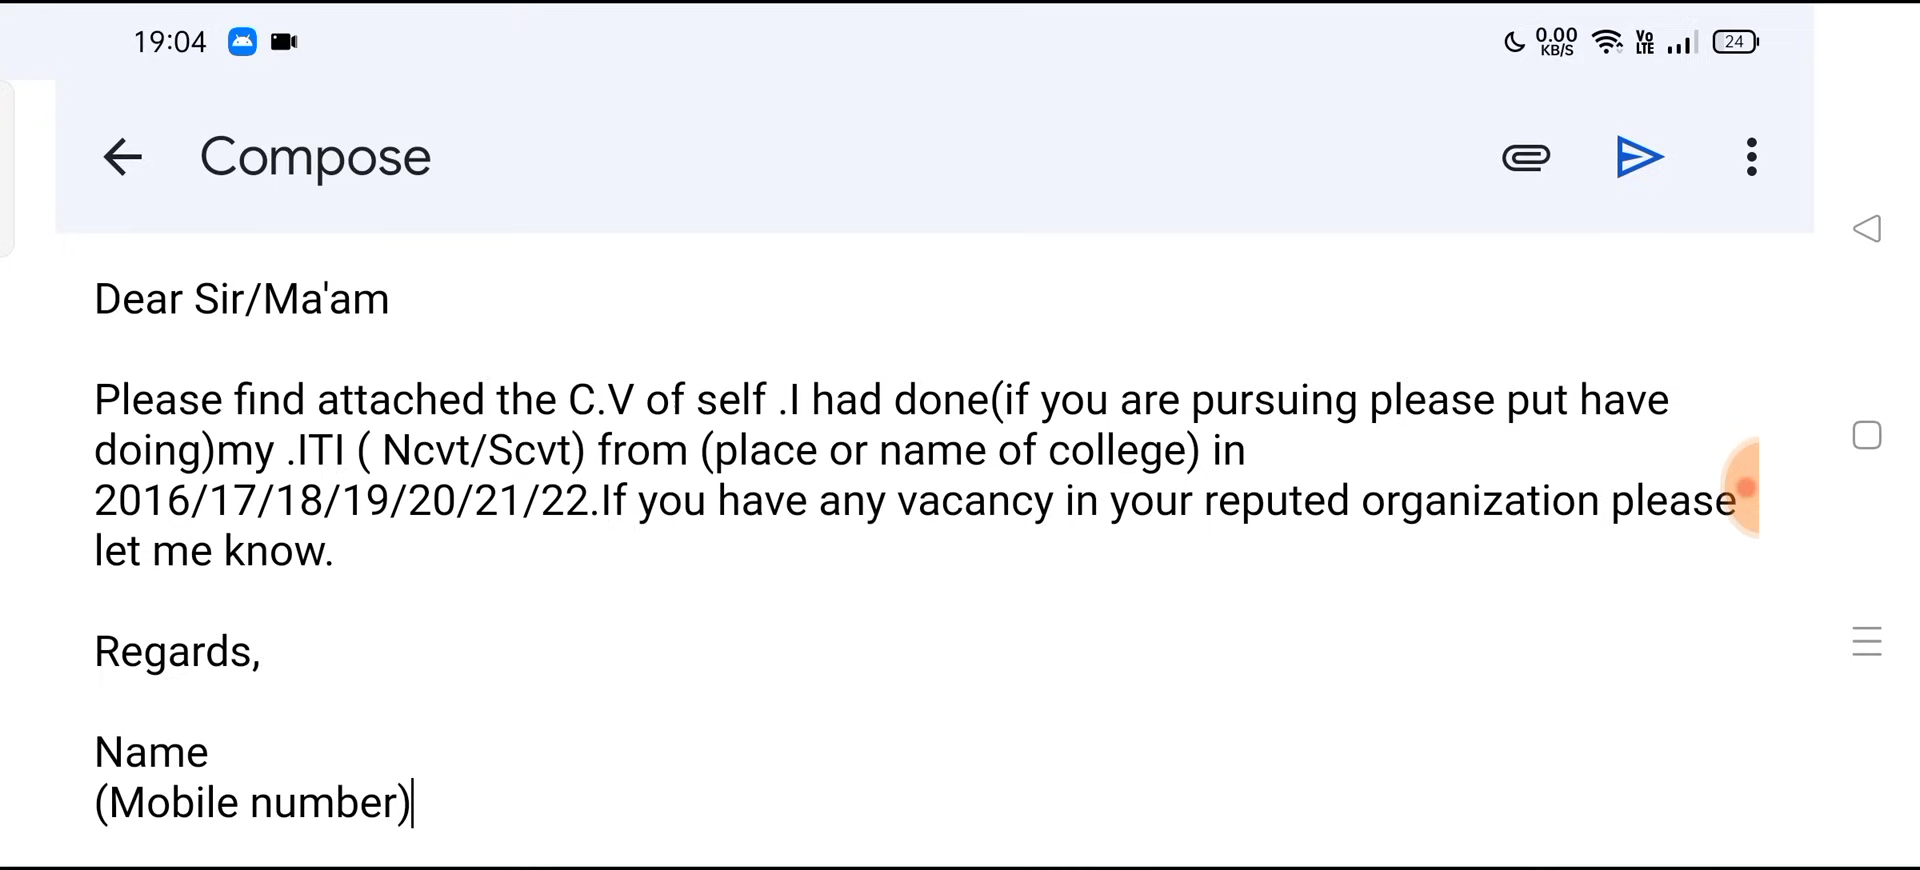 19:04 0.00 KB/S Vo LTE 24
Compose
Dear Sir/Ma'am
Please find attached the C.V of self .I had done(if you are pursuing please put have
doing)my .ITI ( Ncvt/Scvt) from (place or name of college) in
2016/17/18/19/20/21/22.If you have any vacancy in your reputed organization please
let me know.
Regards,
Name
(Mobile number)